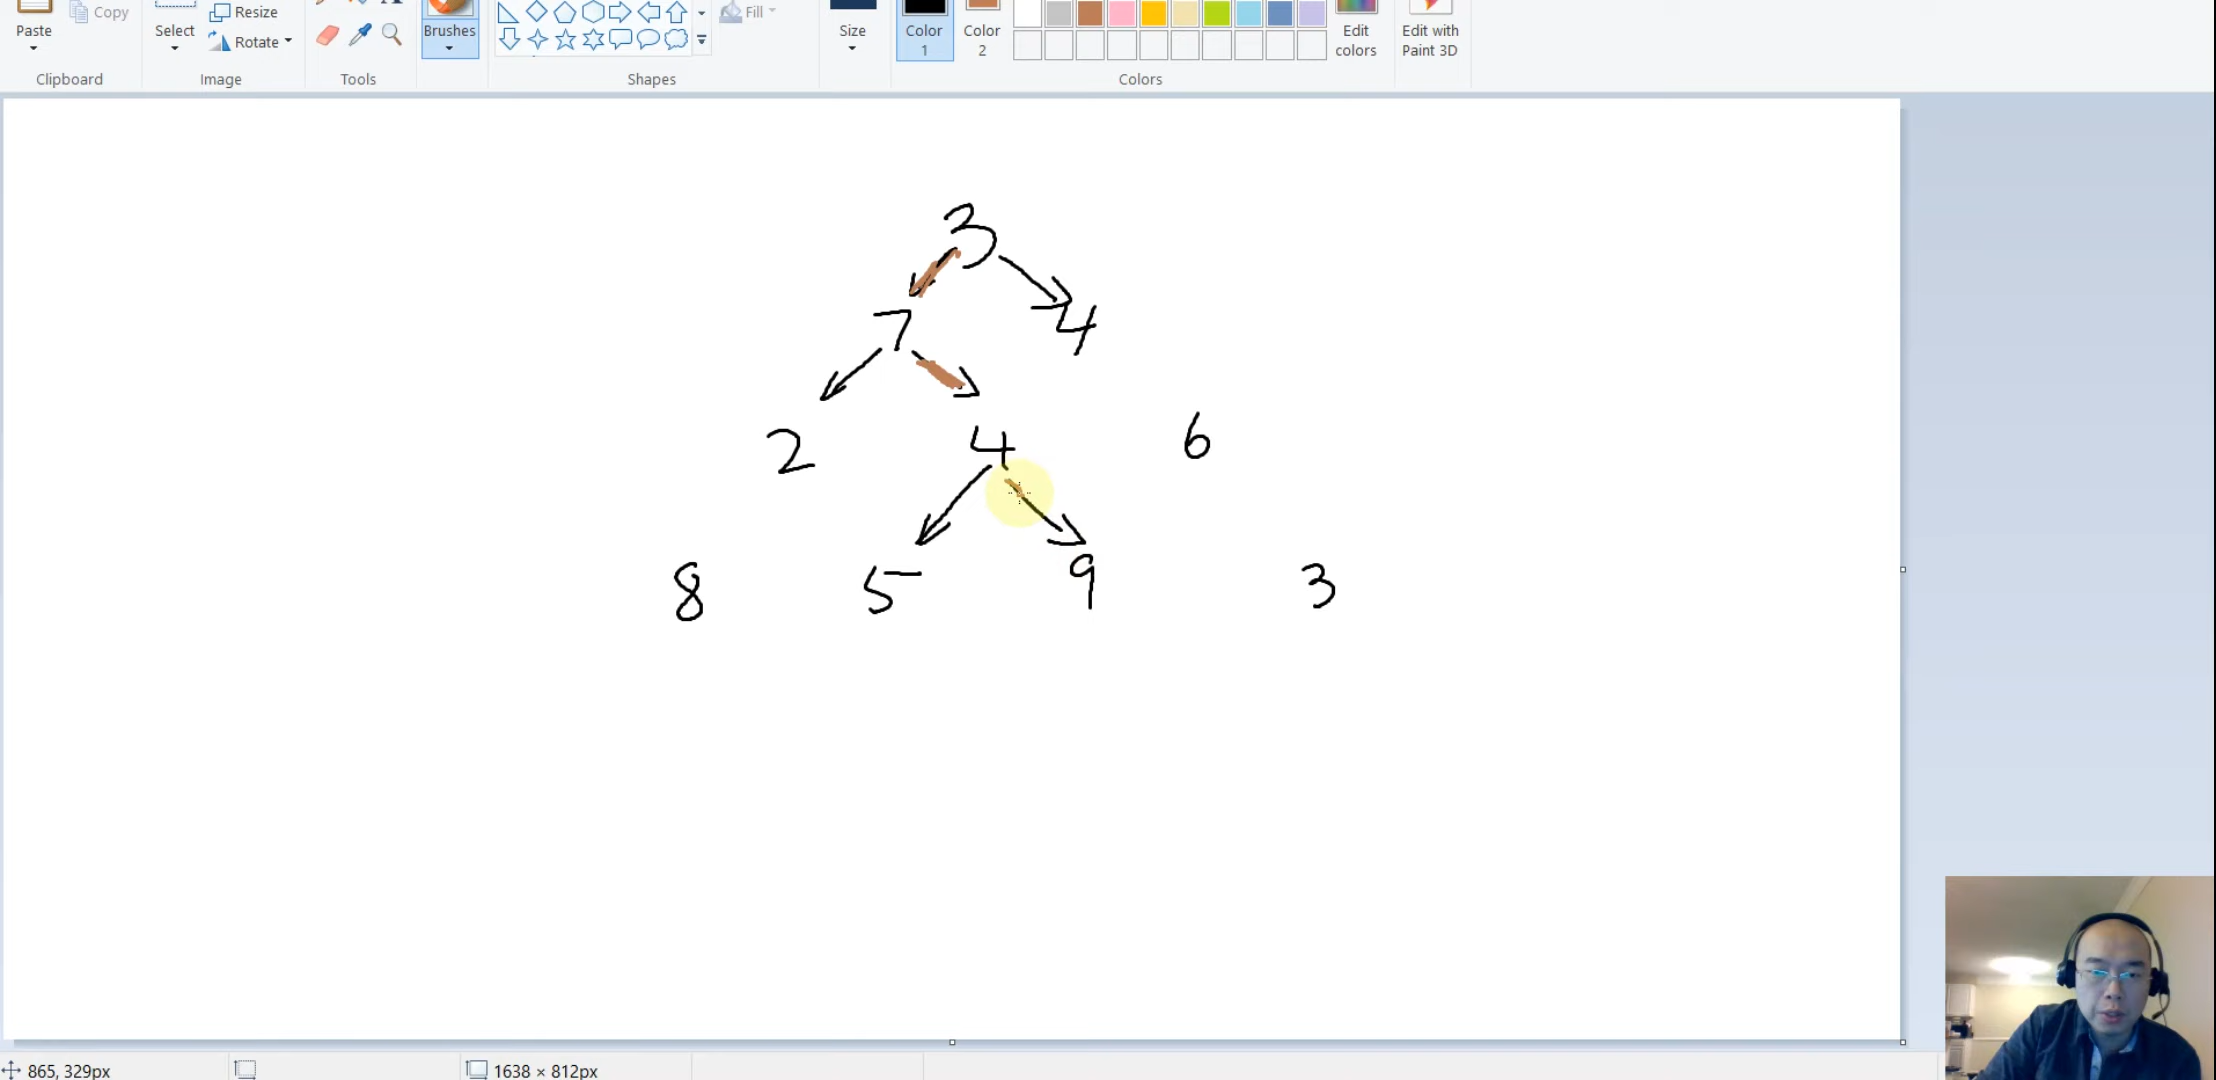 Paste
Copy
Select
Resize
Rotate
Brushes
Fill
Size
Color
1
Color
2
Edit
colors
Edit with
Paint 3D
Clipboard
Image
Tools
Shapes
Colors
3
7 4
2 4 6
8 5 9 3
865, 329px
1638 × 812px